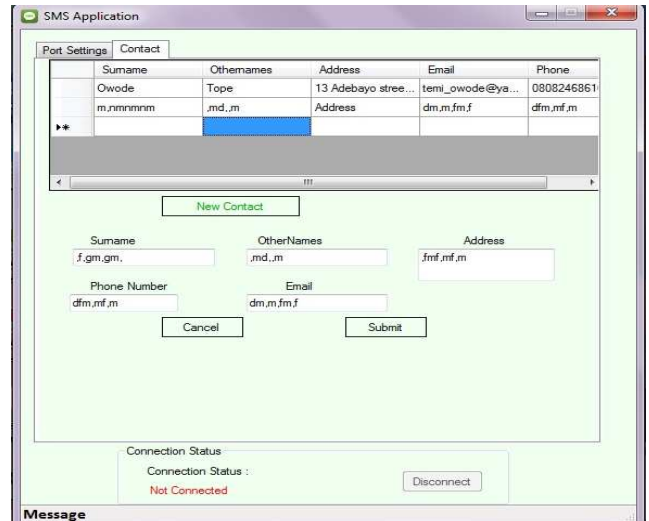 SMS Application
Port Settings Contact
Surname Othernames Address Email Phone
Owode Tope 13 Adebayo stree... temi_owode@ya...
m,nmnmnm ,md,,m Address dm,m,fm,f dfm,mf,m
New Contact
Surname OtherNames Address
,f,gm,gm, ,md,,m ,fmf,mf,m
Phone Number Email
dfm,mf,m dm,m,fm,f
Cancel Submit
Connection Status
Connection Status :
Not Connected
Disconnect
Message